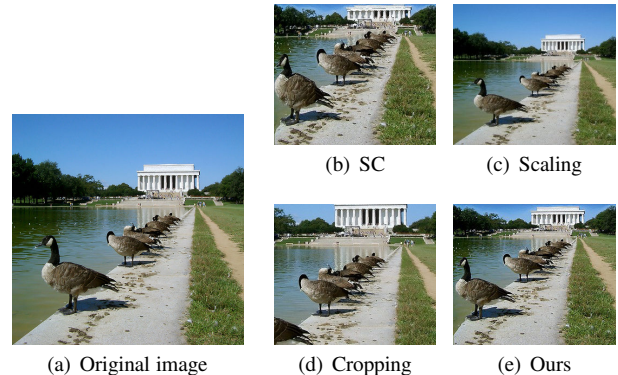 (b) SC
(c) Scaling
(a) Original image
(d) Cropping
(e) Ours